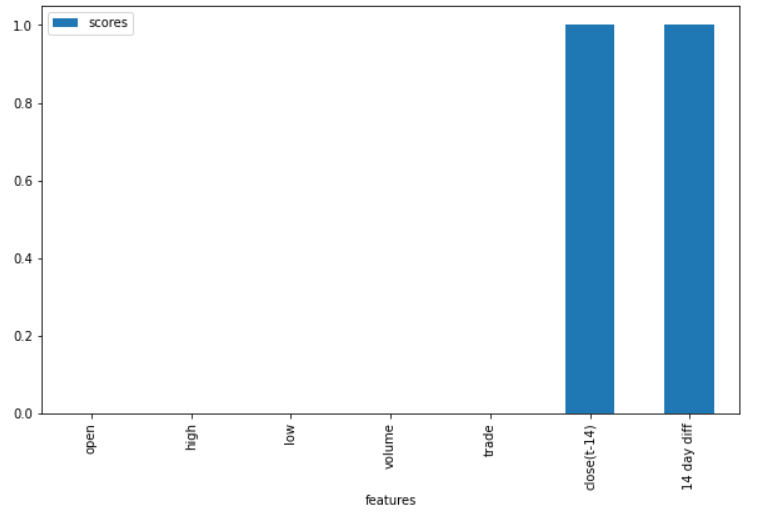 scores
1.0
0.8
0.6
0.4
0.2
0.0
open
high
low
volume
trade
close(t-14)
14 day diff
features